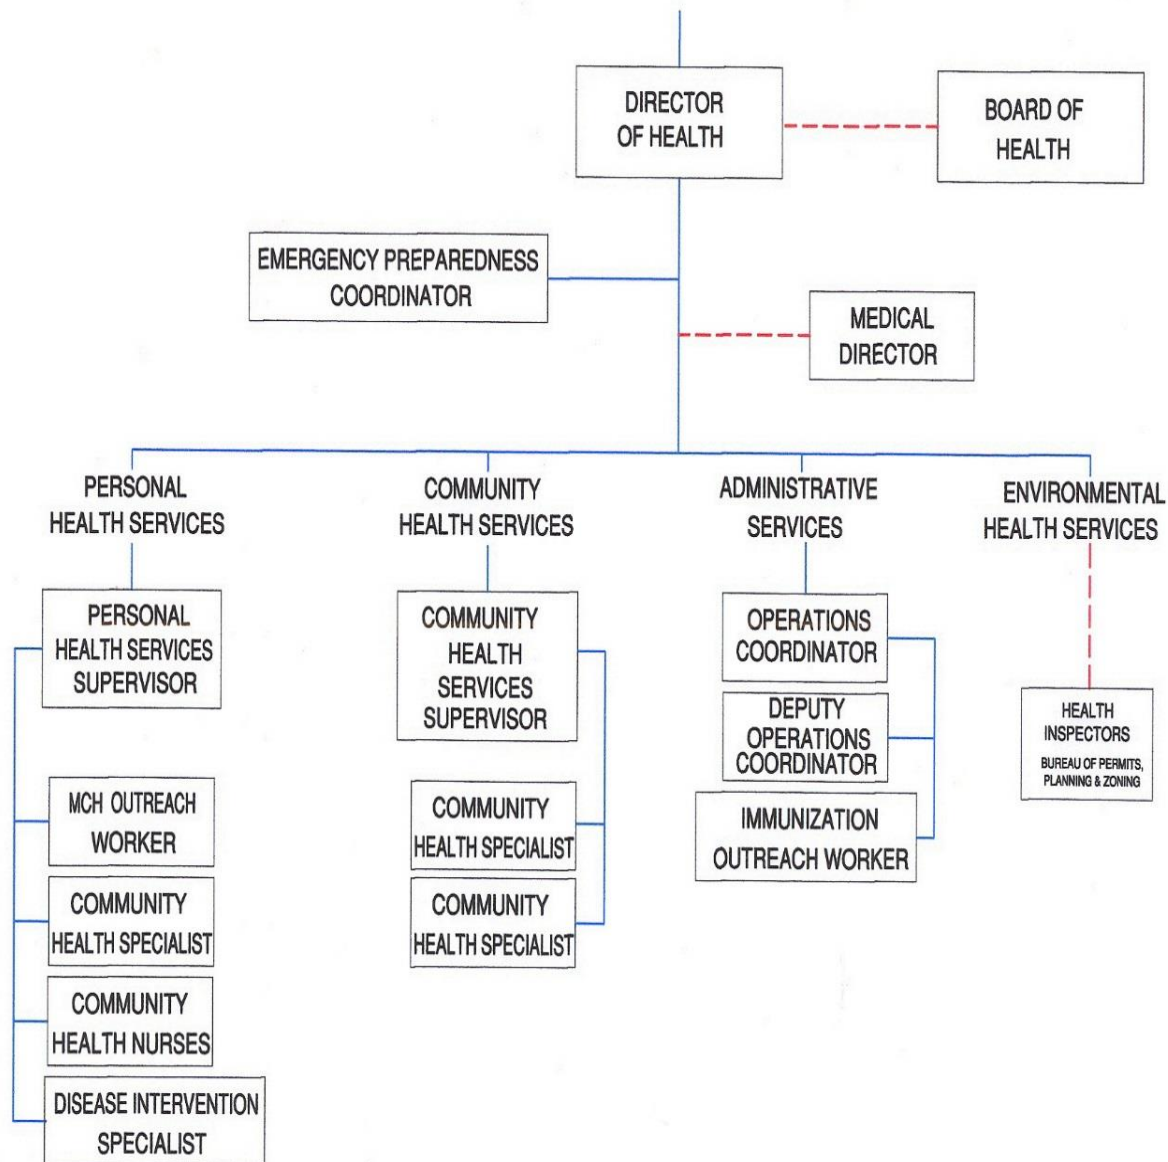 DIRECTOR
OF HEALTH
BOARD OF
HEALTH
EMERGENCY PREPAREDNESS
COORDINATOR
MEDICAL
DIRECTOR
PERSONAL
HEALTH SERVICES
COMMUNITY
HEALTH SERVICES
ADMINISTRATIVE
SERVICES
ENVIRONMENTAL
HEALTH SERVICES
PERSONAL
HEALTH SERVICES
SUPERVISOR
MCH OUTREACH
WORKER
COMMUNITY
HEALTH SPECIALIST
COMMUNITY
HEALTH NURSES
DISEASE INTERVENTION
SPECIALIST
COMMUNITY
HEALTH
SERVICES
SUPERVISOR
COMMUNITY
HEALTH SPECIALIST
COMMUNITY
HEALTH SPECIALIST
OPERATIONS
COORDINATOR
DEPUTY
OPERATIONS
COORDINATOR
IMMUNIZATION
OUTREACH WORKER
HEALTH
INSPECTORS
BUREAU OF PERMITS,
PLANNING & ZONING